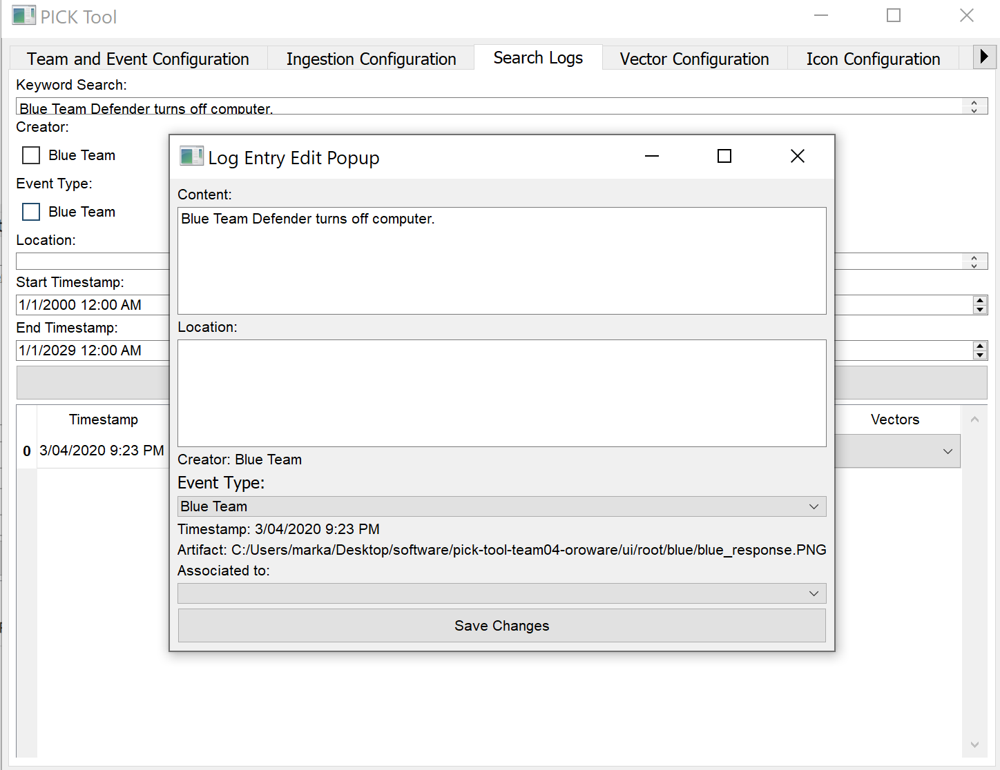 PICK Tool
Team and Event Configuration Ingestion Configuration Search Logs Vector Configuration Icon Configuration
Keyword Search:
Blue Team Defender turns off computer.
Creator:
Blue Team
Event Type:
Blue Team
Location:
Start Timestamp:
1/1/2000 12:00 AM
End Timestamp:
1/1/2029 12:00 AM
Timestamp Vectors
0 3/04/2020 9:23 PM
Log Entry Edit Popup
Content:
Blue Team Defender turns off computer.
Location:
Creator: Blue Team
Event Type:
Blue Team
Timestamp: 3/04/2020 9:23 PM
Artifact: C:/Users/marka/Desktop/software/pick-tool-team04-oroware/ui/root/blue/blue_response.PNG
Associated to:
Save Changes